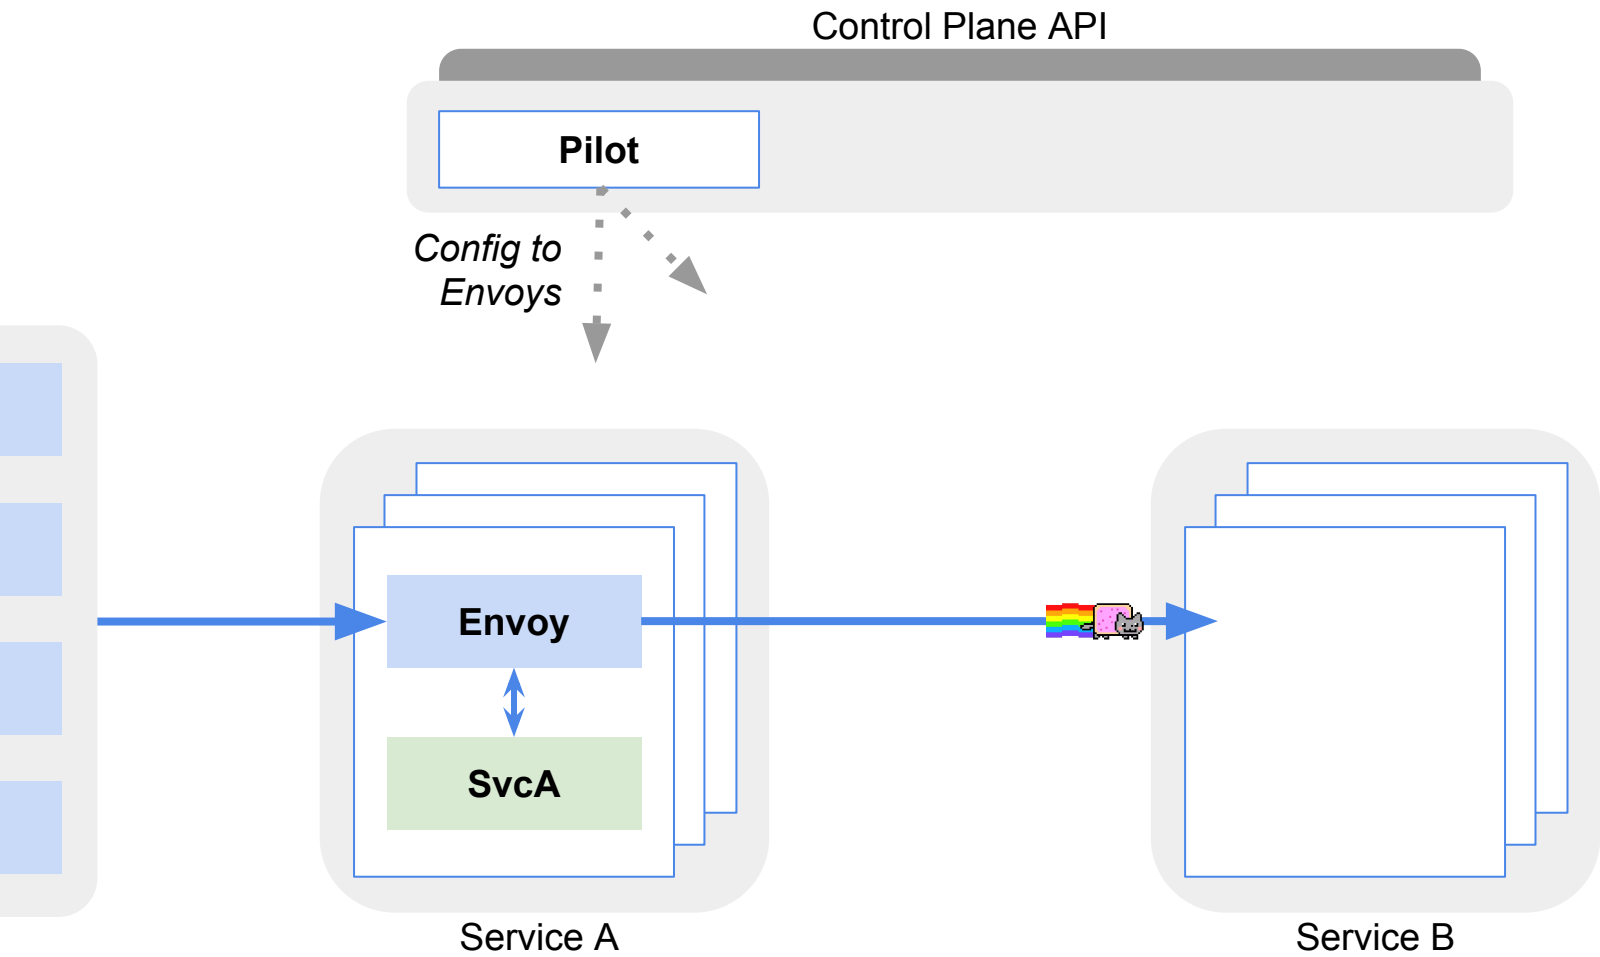 Control Plane API
Pilot
Config to
Envoys
Envoy
SvcA
Service A
Service B